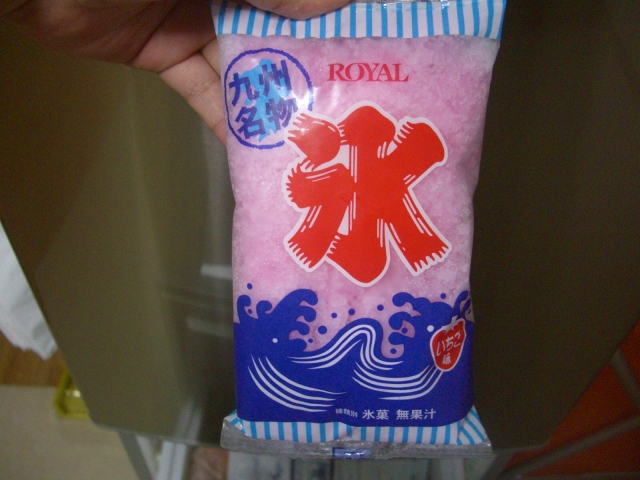 ROYAL
九州
名物
氷
いちご
味
種類別 氷菓 無果汁